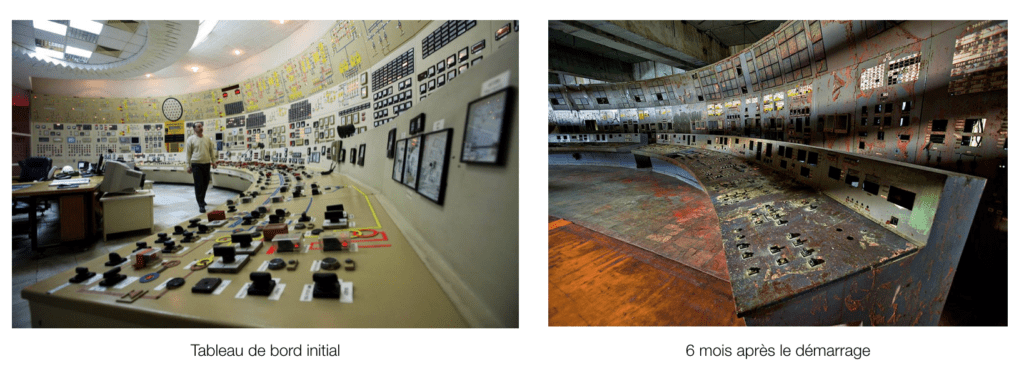 Tableau de bord initial
6 mois après le démarrage